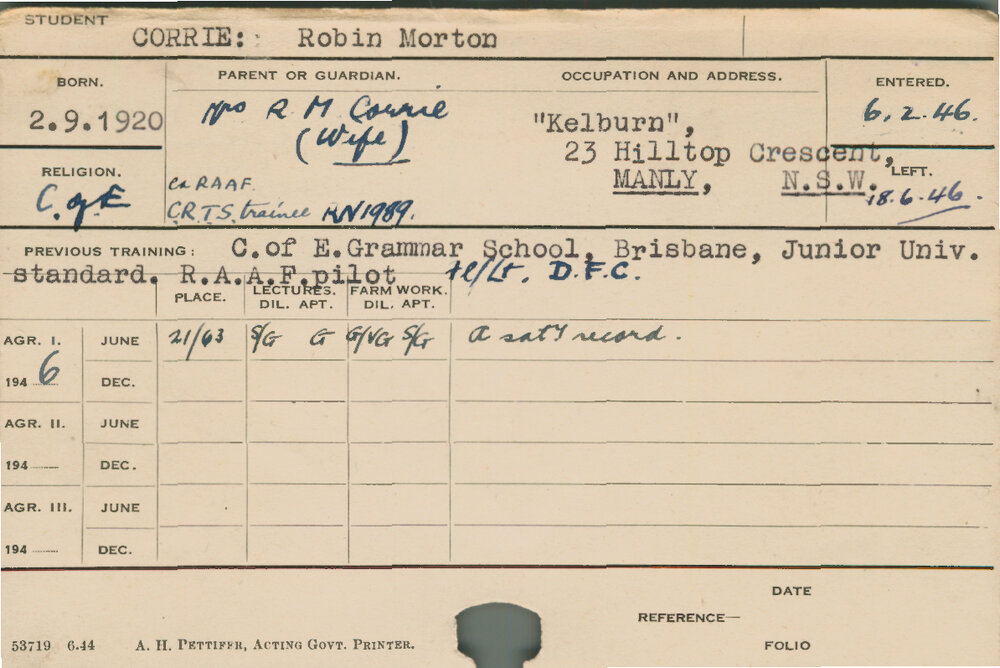 STUDENT
CORRIE: Robin Morton
BORN. PARENT OR GUARDIAN. OCCUPATION AND ADDRESS. ENTERED.
2.9.1920 Mrs R M Corrie "Kelburn", 6.2.46.
(Wife) 23 Hilltop Crescent,
RELIGION. MANLY, N.S.W. LEFT.
C. of E Ex RAAF. 18.6.46.
C.R.T.S. trainee RN1989.
PREVIOUS TRAINING: C.of E.Grammar School, Brisbane, Junior Univ.
standard. R.A.A.F.pilot Fl/Lt. D.F.C.
PLACE. LECTURES. FARM WORK.
DIL. APT. DIL. APT.
AGR. I. JUNE 21/63 S/G G G/VG S/G A sat'y record.
1946 DEC.
AGR. II. JUNE
194 DEC.
AGR. III. JUNE
194 DEC.
DATE
REFERENCE—
FOLIO
53719 6.44 A. H. PETTIFER, ACTING GOVT. PRINTER.